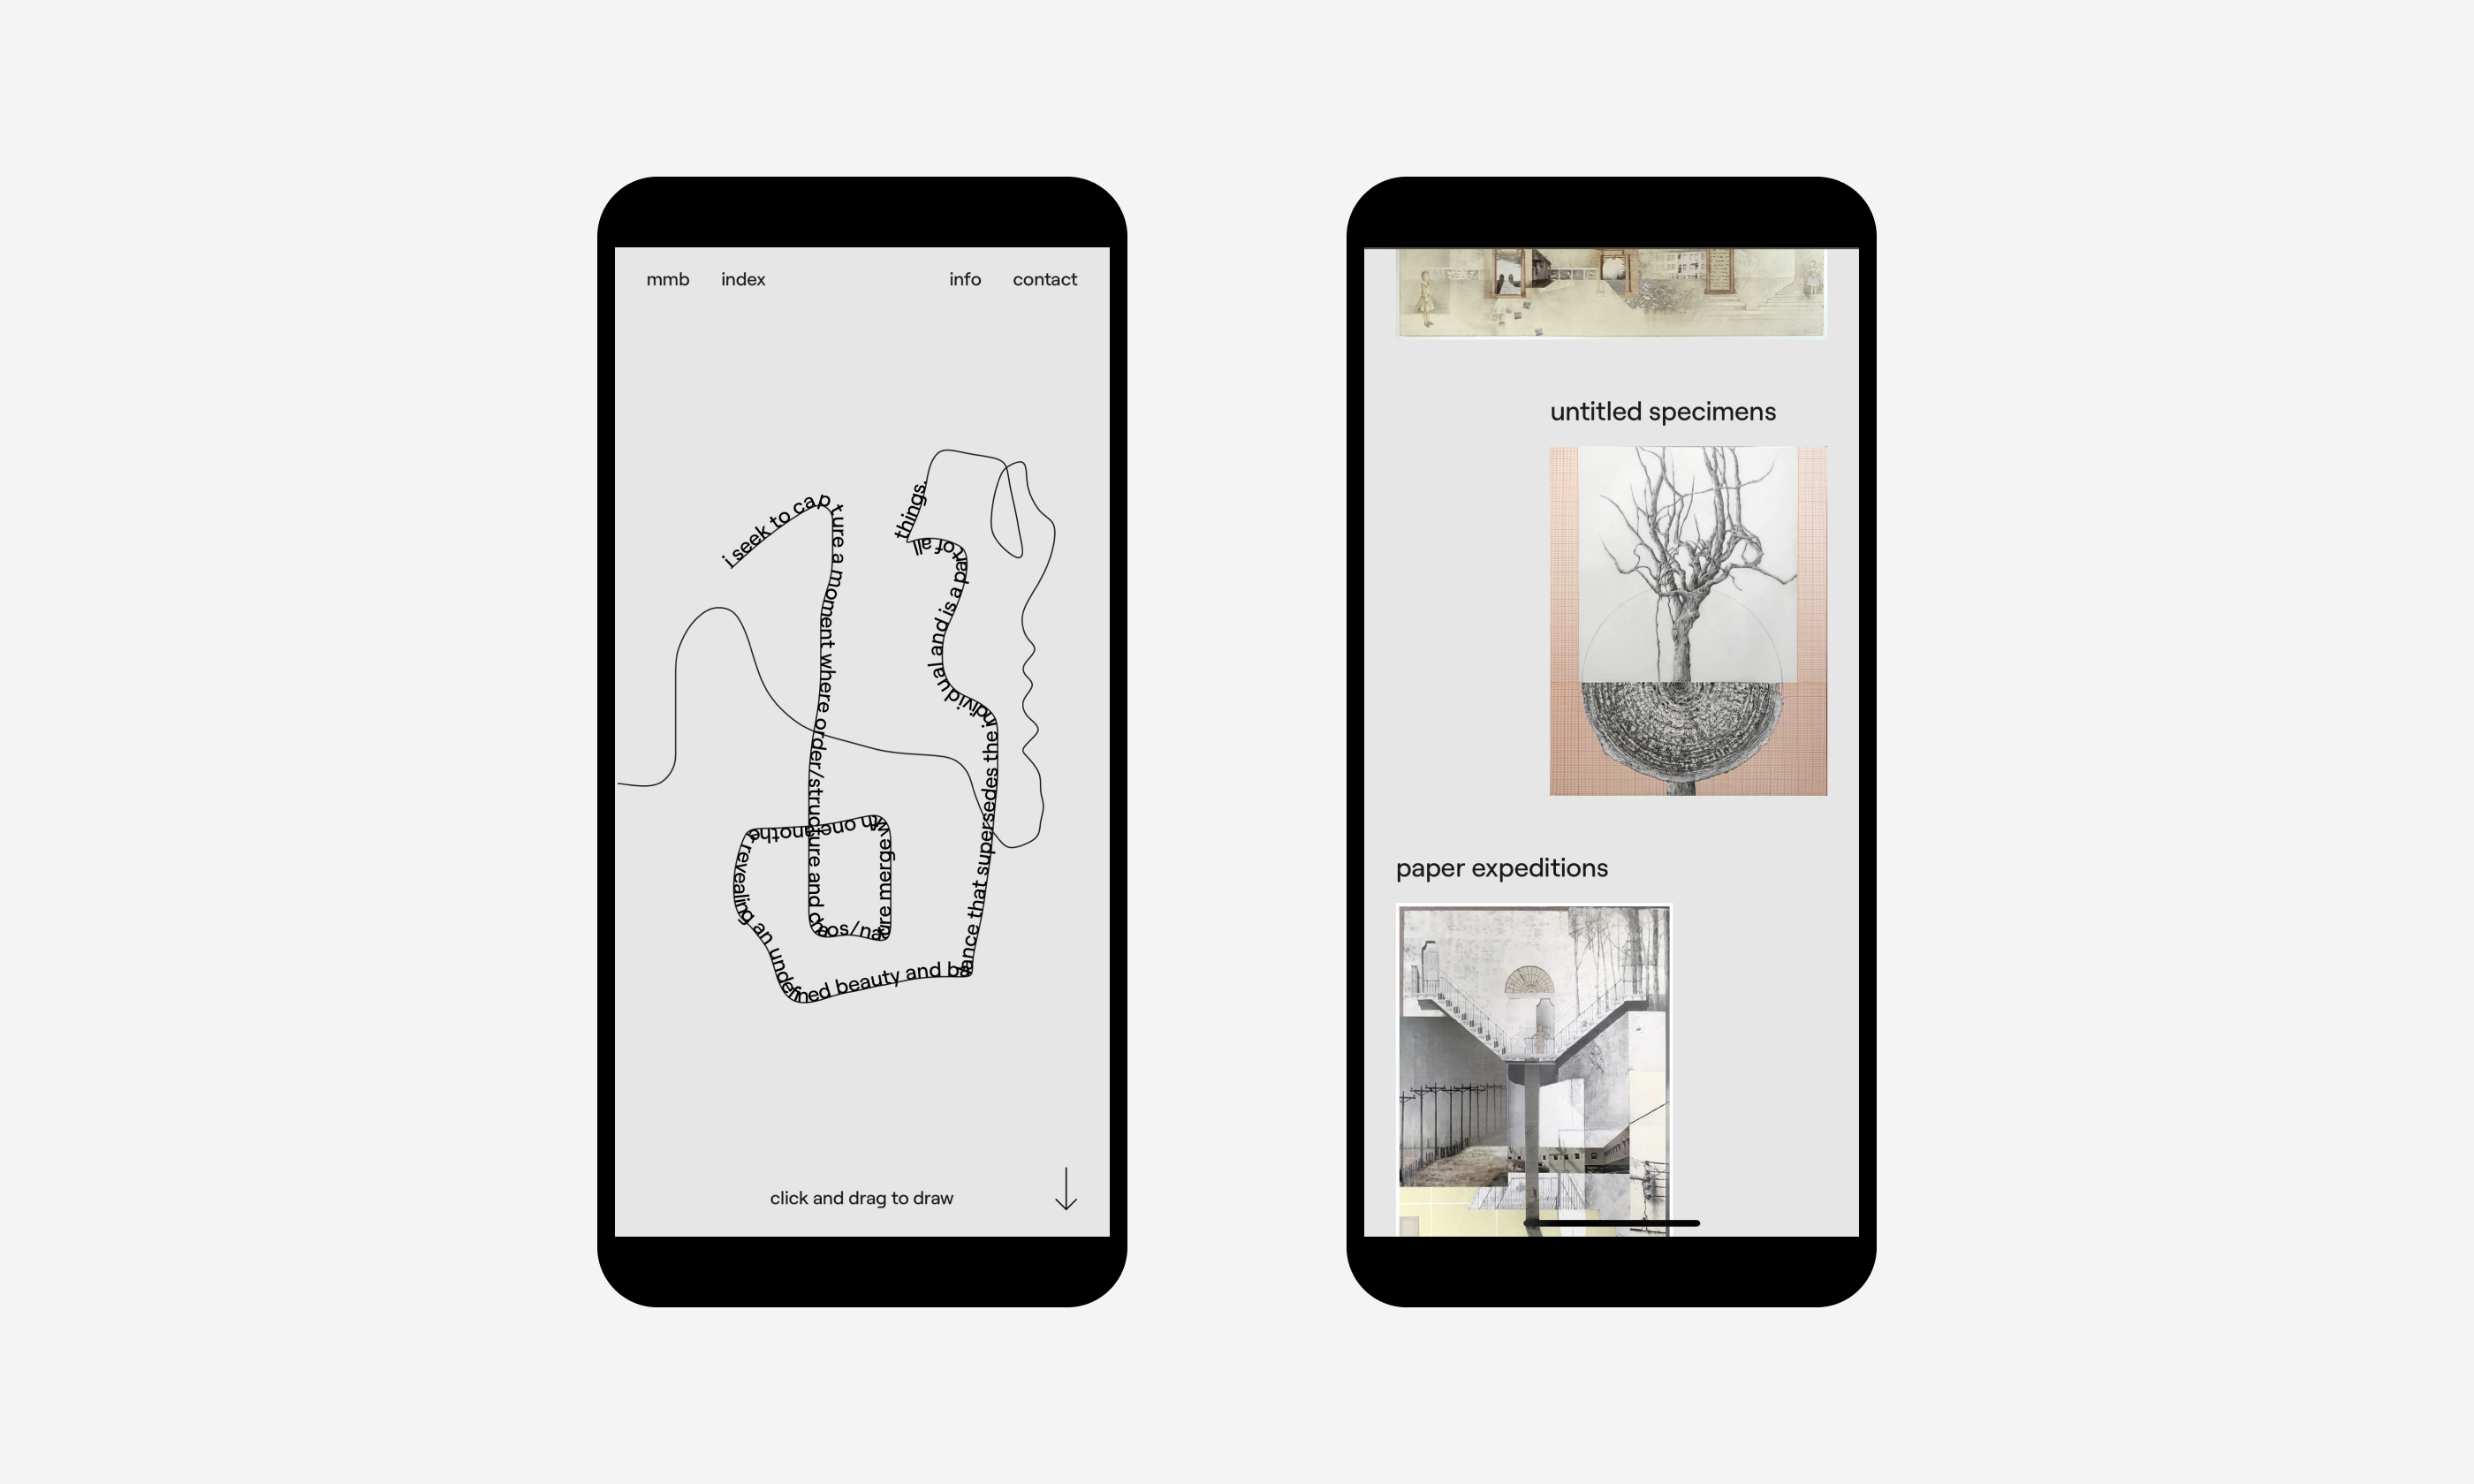 mmb index info contact
i seek to capture a moment where order/structure and chaos/nature merge with one another revealing an undefined beauty and balance that supersedes the individual and is a part of all things.
click and drag to draw
untitled specimens
paper expeditions